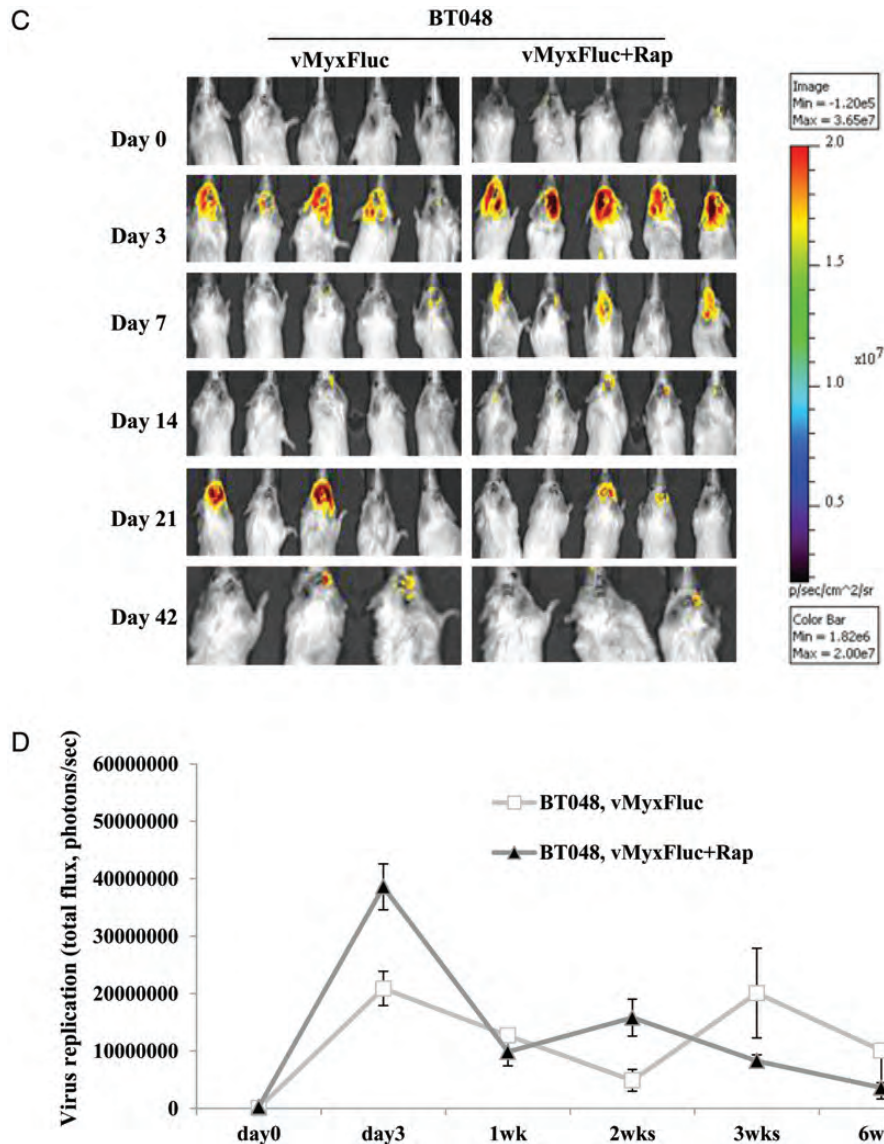 C
BT048
vMyxFluc
vMyxFluc+Rap
Day 0
Day 3
Day 7
Day 14
Day 21
Day 42
Image
Min = -1.20e5
Max = 3.65e7
2.0
1.5
1.0
0.5
x10⁷
p/sec/cm^2/sr
Color Bar
Min = 1.82e6
Max = 2.00e7
D
Virus replication (total flux, photons/sec)
60000000
50000000
40000000
30000000
20000000
10000000
0
BT048, vMyxFluc
BT048, vMyxFluc+Rap
day0 day3 1wk 2wks 3wks 6w